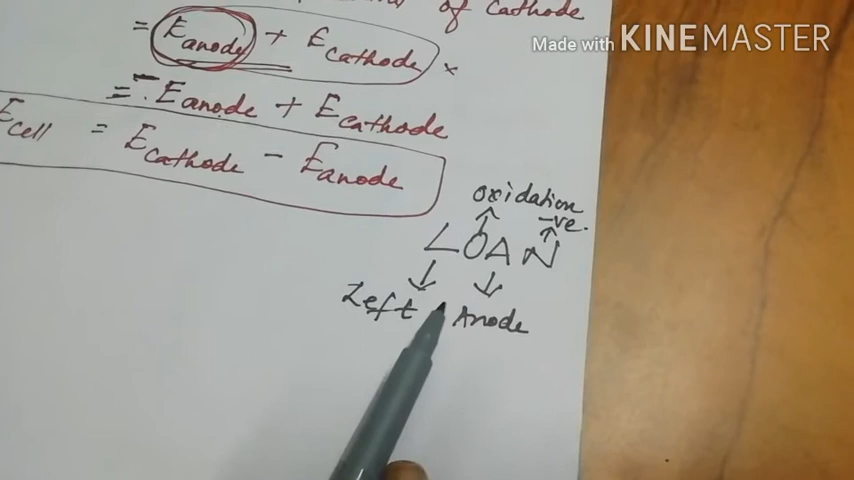 of Cathode
= Eanode + Ecathode x
= - Eanode + Ecathode
Ecell = Ecathode - Eanode
oxidation
-ve.
LOAN
Left Anode
Made with KINEMASTER